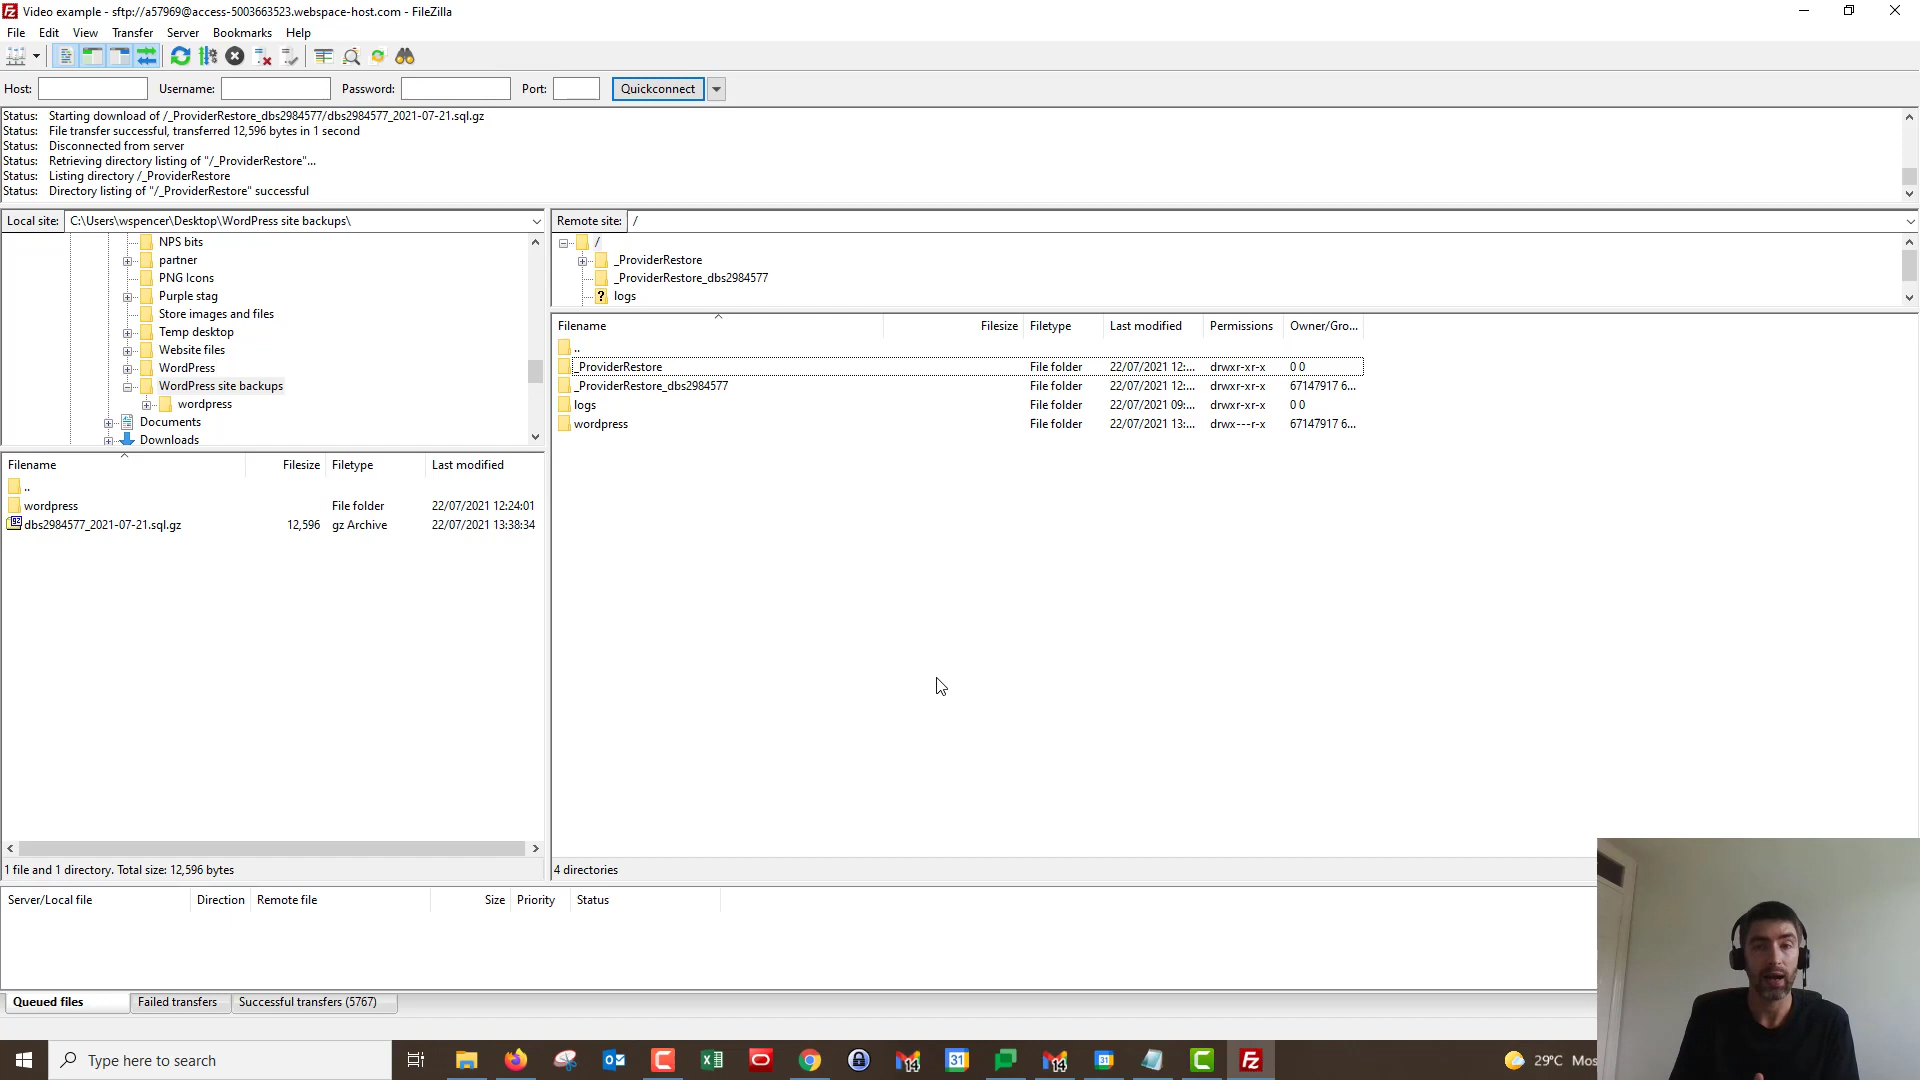 Video example - sftp://a57969@access-5003663523.webspace-host.com - FileZilla
File Edit View Transfer Server Bookmarks Help
Host: Username: Password: Port: Quickconnect
Status: Starting download of /_ProviderRestore_dbs2984577/dbs2984577_2021-07-21.sql.gz
Status: File transfer successful, transferred 12,596 bytes in 1 second
Status: Disconnected from server
Status: Retrieving directory listing of "/_ProviderRestore"...
Status: Listing directory /_ProviderRestore
Status: Directory listing of "/_ProviderRestore" successful
Local site: C:\Users\wspencer\Desktop\WordPress site backups\
NPS bits
partner
PNG Icons
Purple stag
Store images and files
Temp desktop
Website files
WordPress
WordPress site backups
wordpress
Documents
Downloads
Filename Filesize Filetype Last modified
..
wordpress File folder 22/07/2021 12:24:01
dbs2984577_2021-07-21.sql.gz 12,596 gz Archive 22/07/2021 13:38:34
1 file and 1 directory. Total size: 12,596 bytes
Remote site: /
/
_ProviderRestore
_ProviderRestore_dbs2984577
logs
Filename Filesize Filetype Last modified Permissions Owner/Gro...
..
_ProviderRestore File folder 22/07/2021 12:... drwxr-xr-x 0 0
_ProviderRestore_dbs2984577 File folder 22/07/2021 12:... drwxr-xr-x 67147917 6...
logs File folder 22/07/2021 09:... drwxr-xr-x 0 0
wordpress File folder 22/07/2021 13:... drwx---r-x 67147917 6...
4 directories
Server/Local file Direction Remote file Size Priority Status
Queued files Failed transfers Successful transfers (5767)
Type here to search
14 31 14 31
29°C Mos